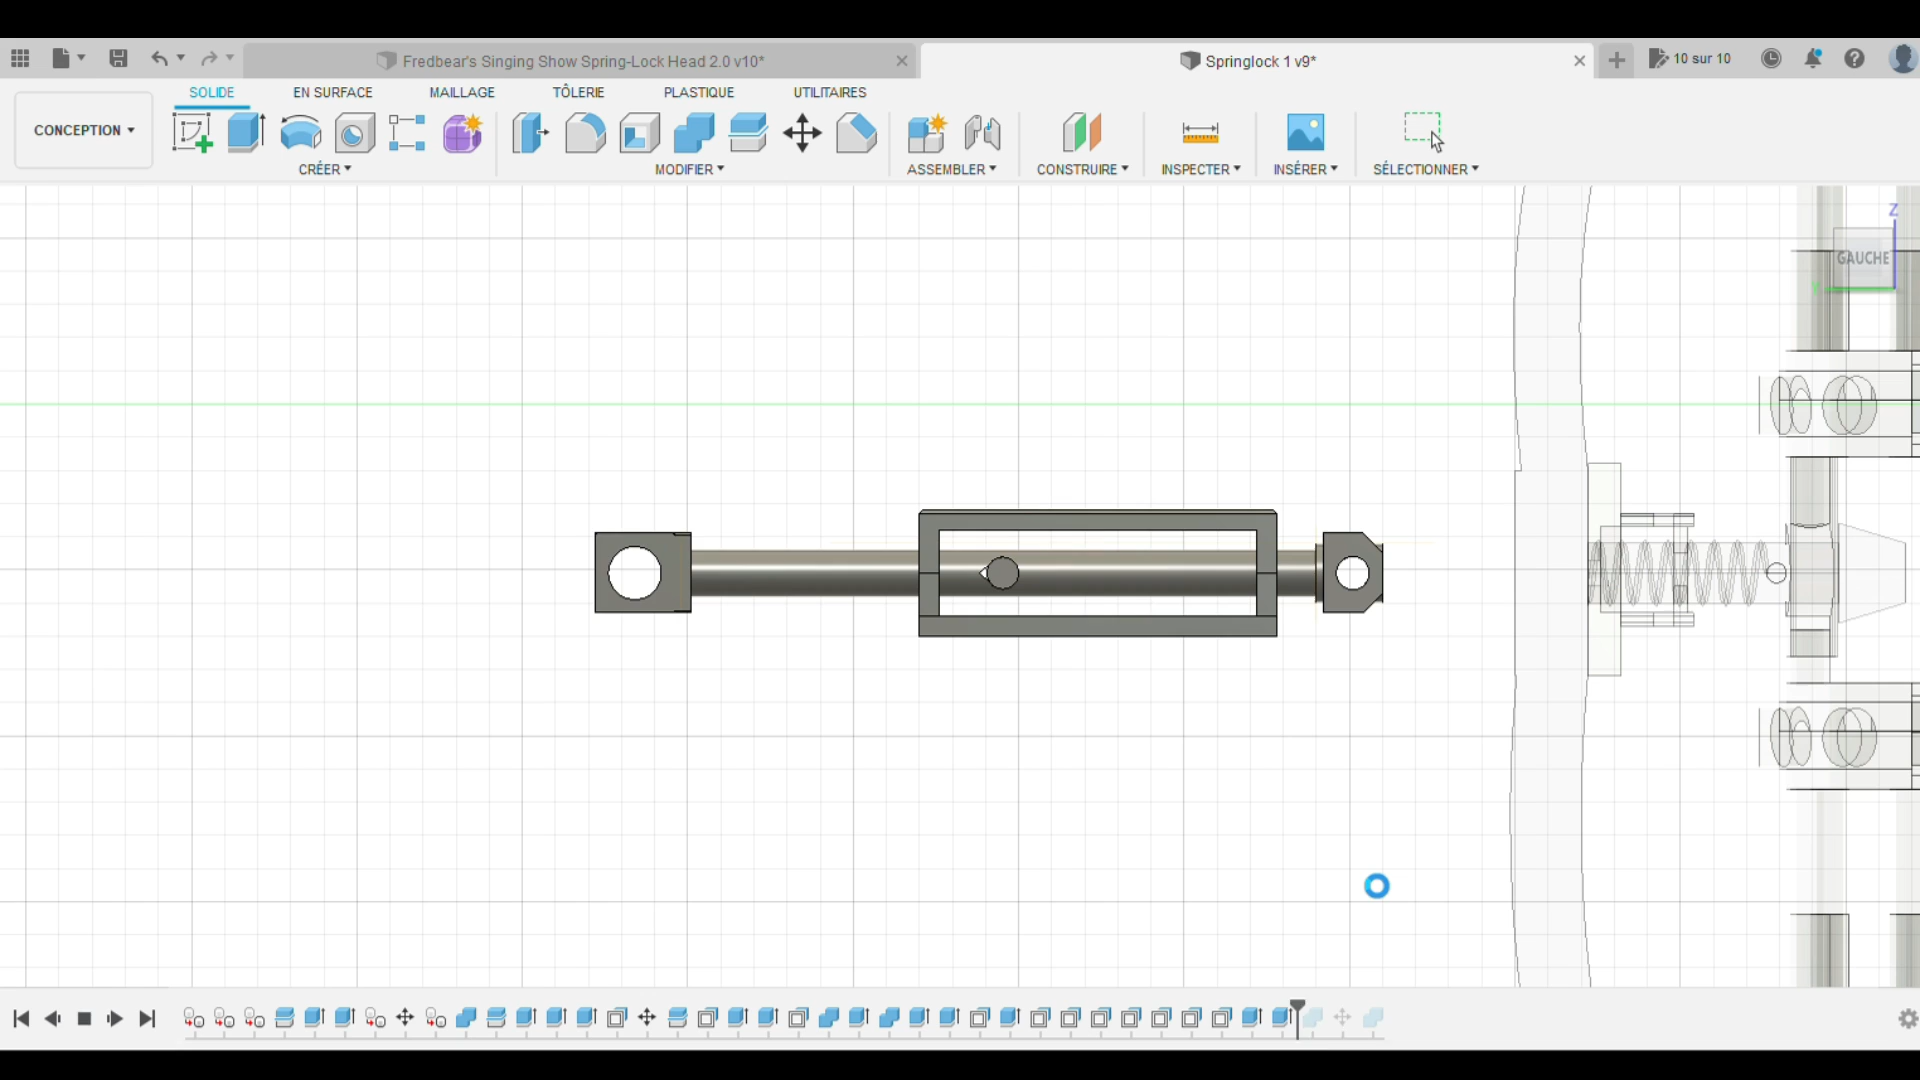 Fredbear's Singing Show Spring-Lock Head 2.0 v10*
Springlock 1 v9*
10 sur 10
SOLIDE
EN SURFACE
MAILLAGE
TÔLERIE
PLASTIQUE
UTILITAIRES
CONCEPTION
CRÉER
MODIFIER
ASSEMBLER
CONSTRUIRE
INSPECTER
INSÉRER
SÉLECTIONNER
Z
GAUCHE